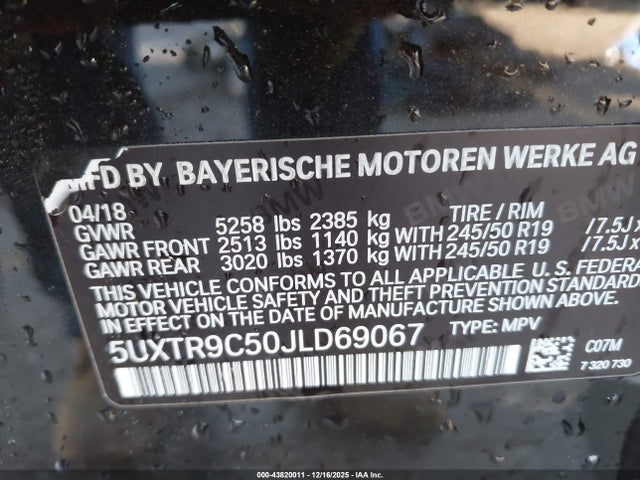 MFD BY BAYERISCHE MOTOREN WERKE AG
04/18
GVWR 5258 lbs 2385 kg TIRE / RIM
GAWR FRONT 2513 lbs 1140 kg WITH 245/50 R19 /7.5Jx
GAWR REAR 3020 lbs 1370 kg WITH 245/50 R19 /7.5Jx
THIS VEHICLE CONFORMS TO ALL APPLICABLE U. S. FEDERA
MOTOR VEHICLE SAFETY AND THEFT PREVENTION STANDARD
IN EFFECT ON THE DATE OF MANUFACTURE SHOWN ABOVE.
5UXTR9C50JLD69067 TYPE: MPV
C07M
7 320 730
000-43820011 - 12/16/2025 - IAA Inc.